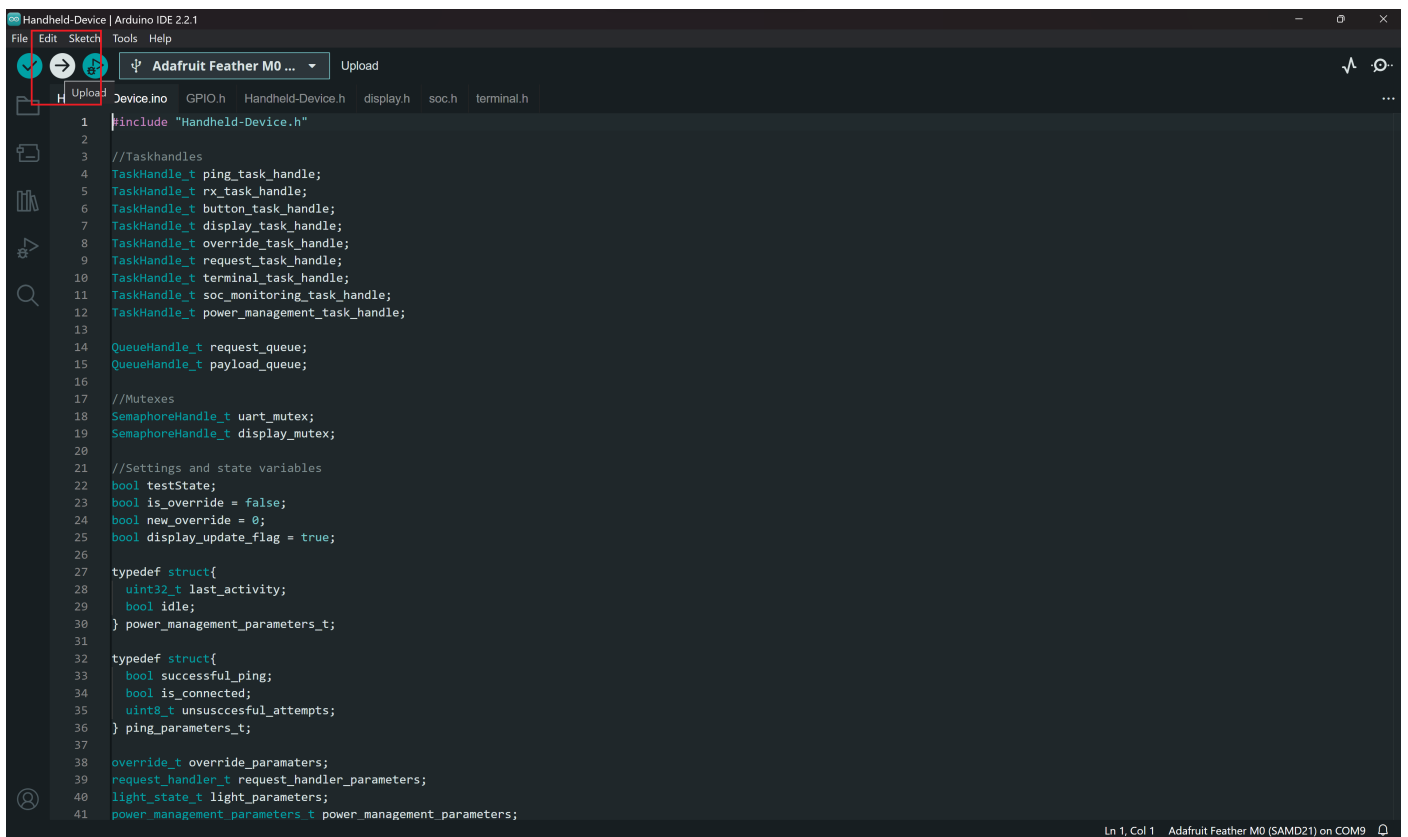 Handheld-Device | Arduino IDE 2.2.1
File Edit Sketch Tools Help
Adafruit Feather M0 ... Upload
Upload
Device.ino GPIO.h Handheld-Device.h display.h soc.h terminal.h
1 #include "Handheld-Device.h"
2
3 //Taskhandles
4 TaskHandle_t ping_task_handle;
5 TaskHandle_t rx_task_handle;
6 TaskHandle_t button_task_handle;
7 TaskHandle_t display_task_handle;
8 TaskHandle_t override_task_handle;
9 TaskHandle_t request_task_handle;
10 TaskHandle_t terminal_task_handle;
11 TaskHandle_t soc_monitoring_task_handle;
12 TaskHandle_t power_management_task_handle;
13
14 QueueHandle_t request_queue;
15 QueueHandle_t payload_queue;
16
17 //Mutexes
18 SemaphoreHandle_t uart_mutex;
19 SemaphoreHandle_t display_mutex;
20
21 //Settings and state variables
22 bool testState;
23 bool is_override = false;
24 bool new_override = 0;
25 bool display_update_flag = true;
26
27 typedef struct{
28 uint32_t last_activity;
29 bool idle;
30 } power_management_parameters_t;
31
32 typedef struct{
33 bool successful_ping;
34 bool is_connected;
35 uint8_t unsusccesful_attempts;
36 } ping_parameters_t;
37
38 override_t override_paramaters;
39 request_handler_t request_handler_parameters;
40 light_state_t light_parameters;
41 power_management_parameters_t power_management_parameters;
Ln 1, Col 1 Adafruit Feather M0 (SAMD21) on COM9